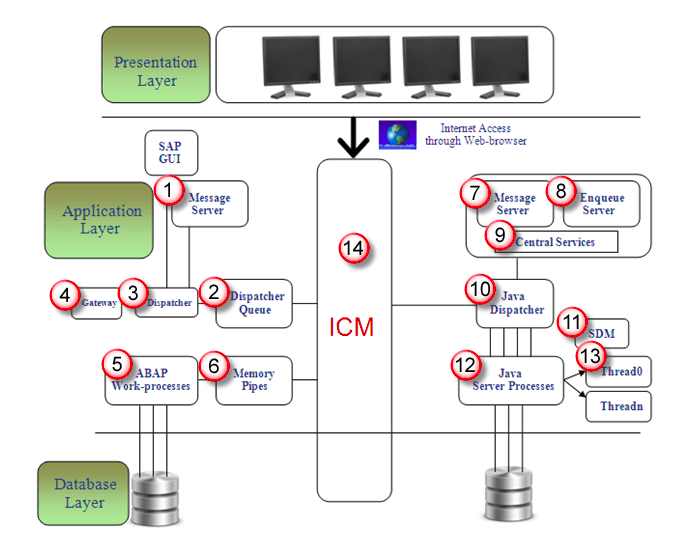 Presentation
Layer
Internet Access
through Web-browser
SAP
GUI
1
Message
Server
Application
Layer
7
Message
Server
8
Enqueue
Server
9
Central Services
14
ICM
4
Gateway
3
Dispatcher
2
Dispatcher
Queue
10
Java
Dispatcher
11
SDM
5
ABAP
Work-processes
6
Memory
Pipes
12
Java
Server Processes
13
Thread0
Threadn
Database
Layer